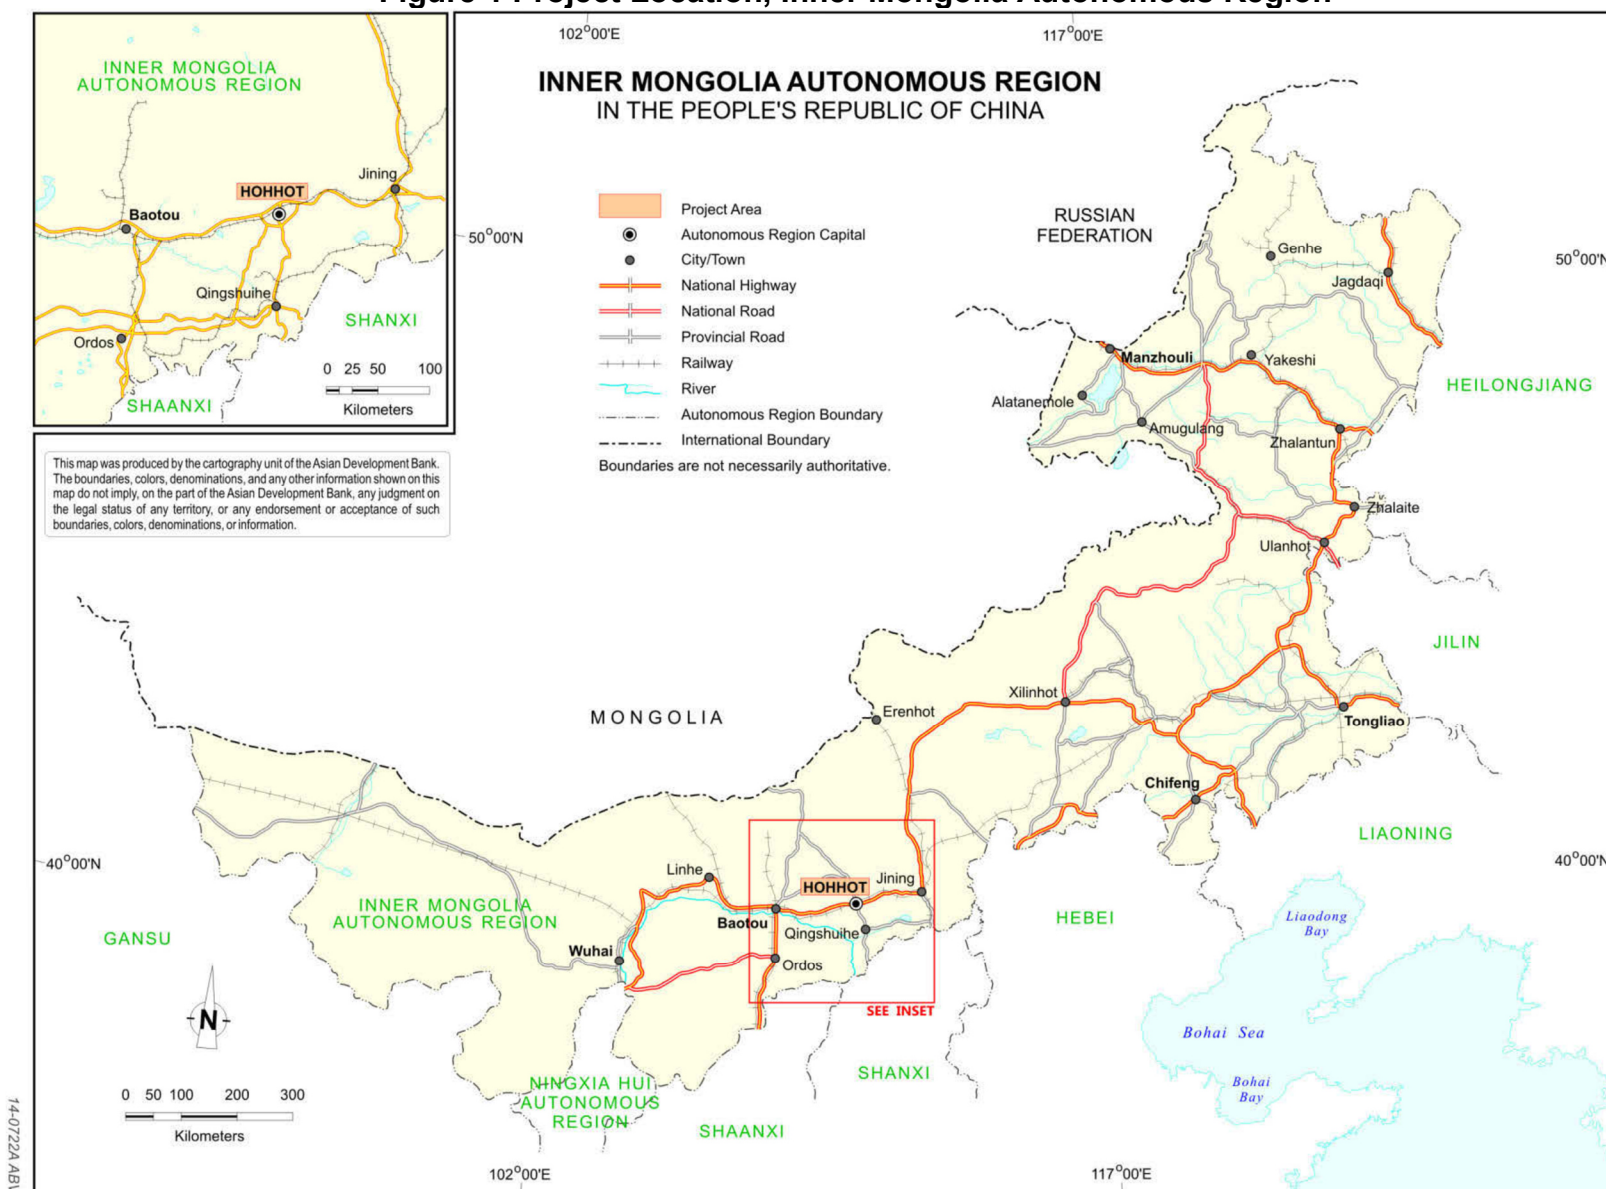 Figure 1 Project Location, Inner Mongolia Autonomous Region
102°00'E
117°00'E
INNER MONGOLIA AUTONOMOUS REGION
IN THE PEOPLE'S REPUBLIC OF CHINA
INNER MONGOLIA
AUTONOMOUS REGION
Jining
HOHHOT
Baotou
Qingshuihe
SHANXI
Ordos
0 25 50 100
Kilometers
SHAANXI
This map was produced by the cartography unit of the Asian Development Bank.
The boundaries, colors, denominations, and any other information shown on this
map do not imply, on the part of the Asian Development Bank, any judgment on
the legal status of any territory, or any endorsement or acceptance of such
boundaries, colors, denominations, or information.
Project Area
Autonomous Region Capital
City/Town
National Highway
National Road
Provincial Road
Railway
River
Autonomous Region Boundary
International Boundary
Boundaries are not necessarily authoritative.
50°00'N
50°00'N
RUSSIAN
FEDERATION
Genhe
Jagdaqi
Manzhouli
Yakeshi
HEILONGJIANG
Alatanemole
Amugulang
Zhalantun
Zhalaite
Ulanhot
JILIN
Xilinhot
MONGOLIA
Erenhot
Tongliao
Chifeng
LIAONING
40°00'N
40°00'N
Linhe
HOHHOT
Jining
INNER MONGOLIA
AUTONOMOUS REGION
HEBEI
Liaodong
Bay
GANSU
Baotou
Qingshuihe
Wuhai
Ordos
SEE INSET
N
Bohai Sea
SHANXI
Bohai
Bay
NINGXIA HUI
AUTONOMOUS
REGION
0 50 100 200 300
Kilometers
SHAANXI
102°00'E
117°00'E